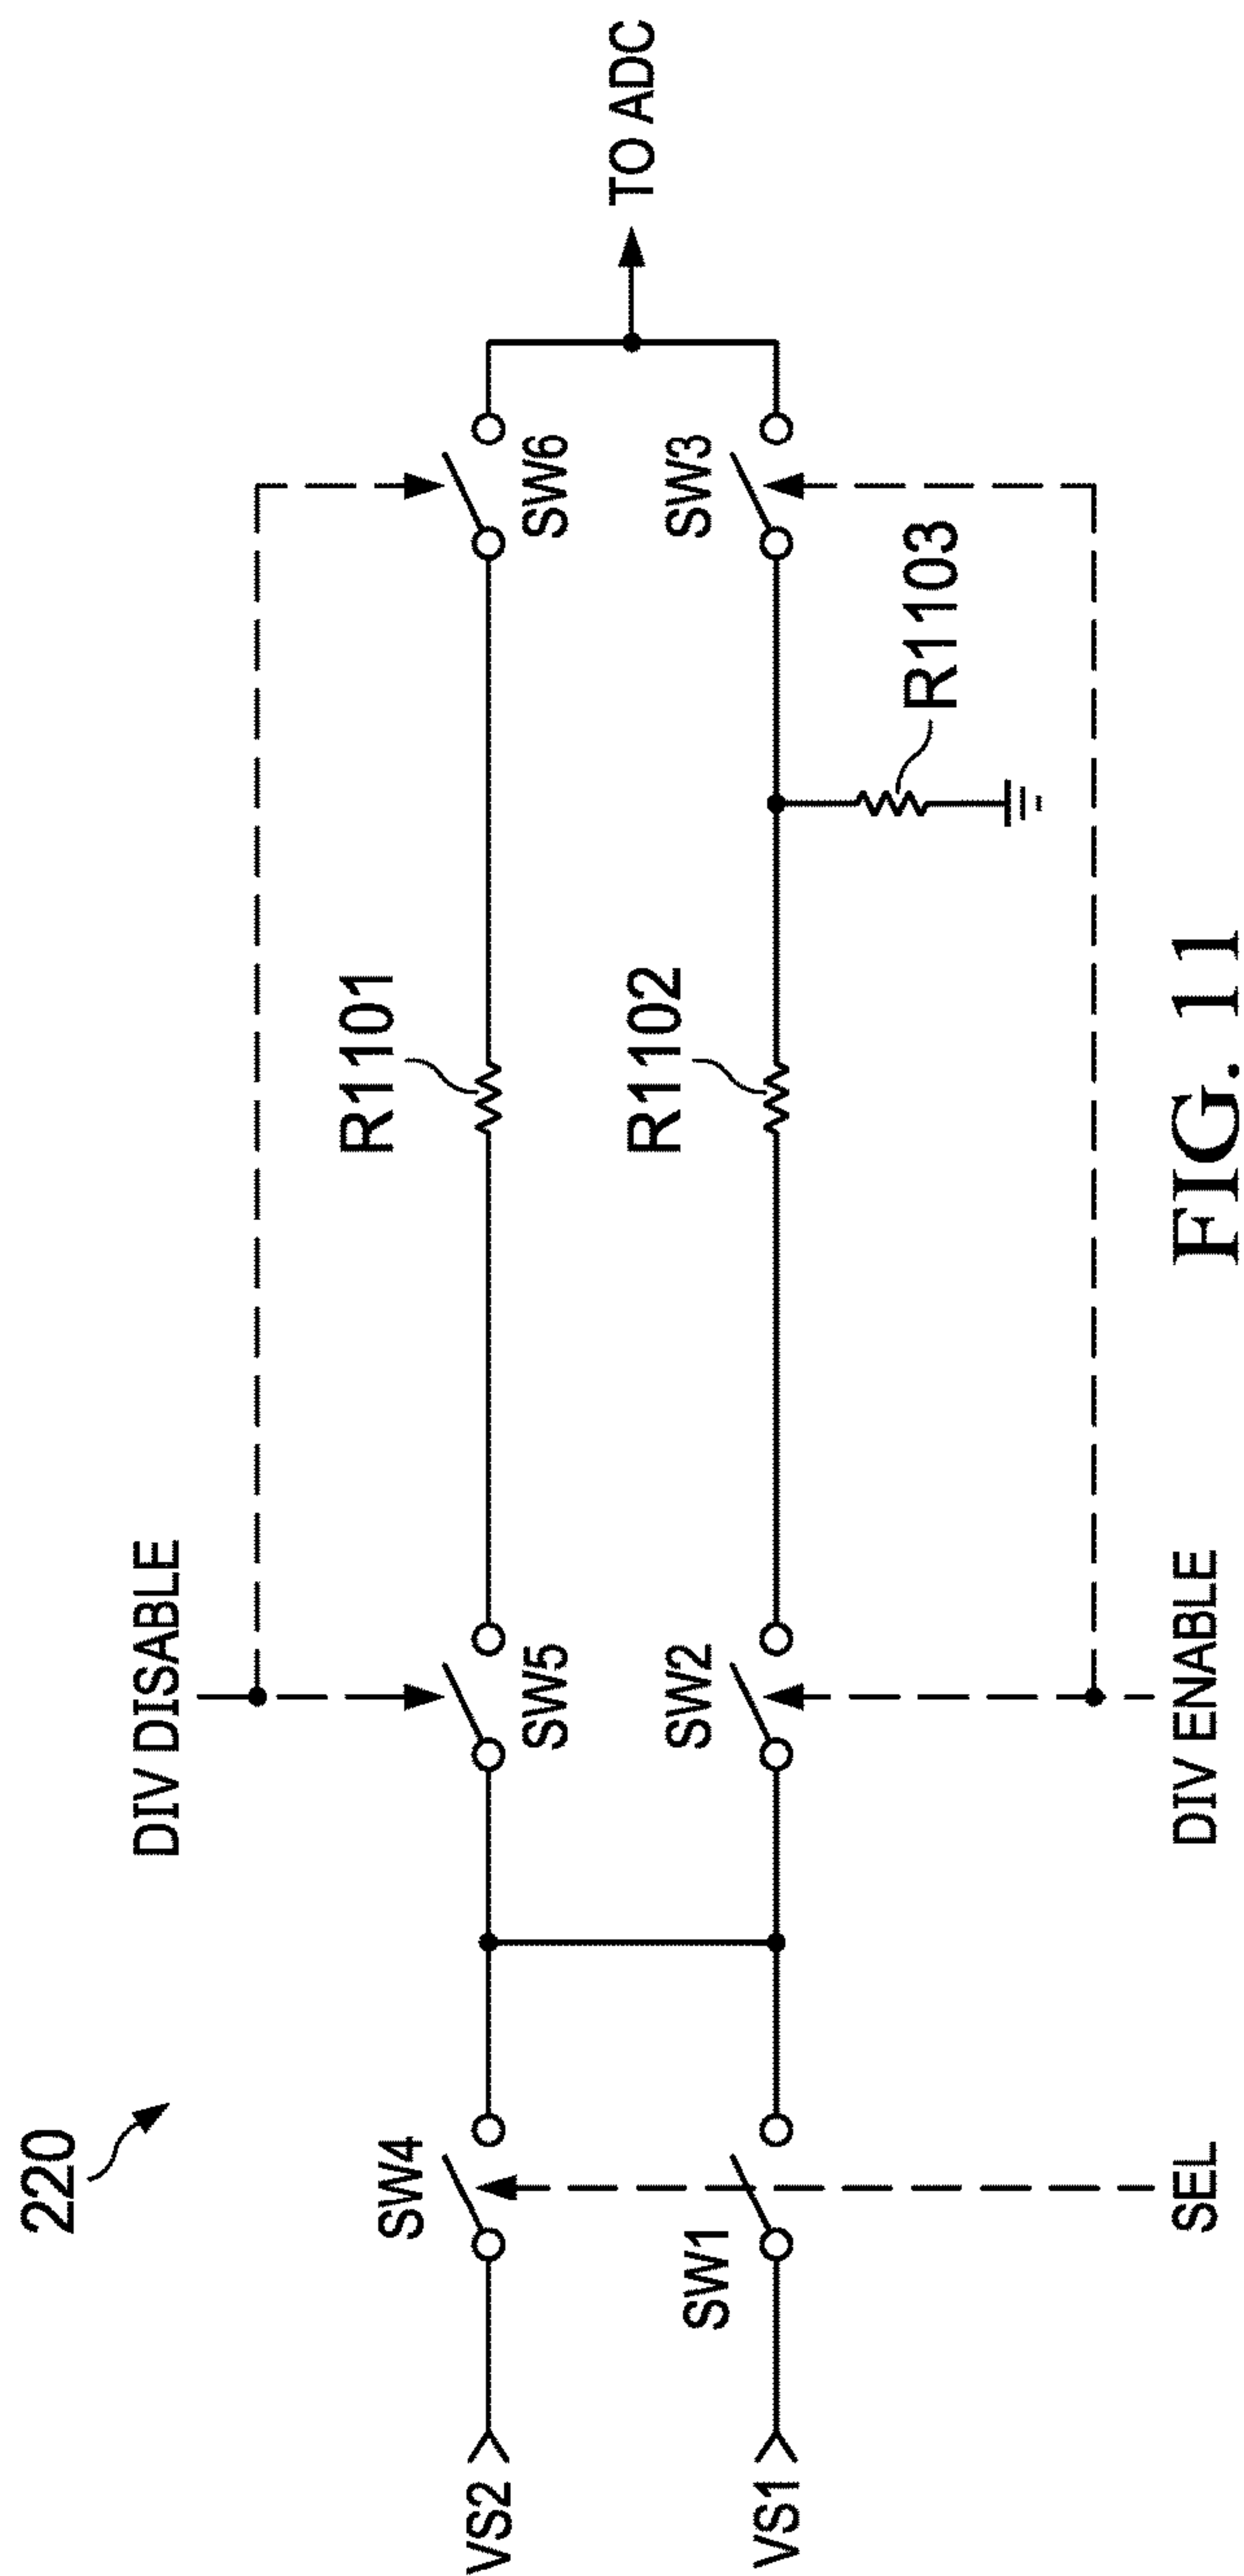 220
DIV DISABLE
VS2
SW4
SW5
R1101
SW6
TO ADC
VS1
SW1
SW2
R1102
SW3
R1103
SEL
DIV ENABLE
FIG. 11